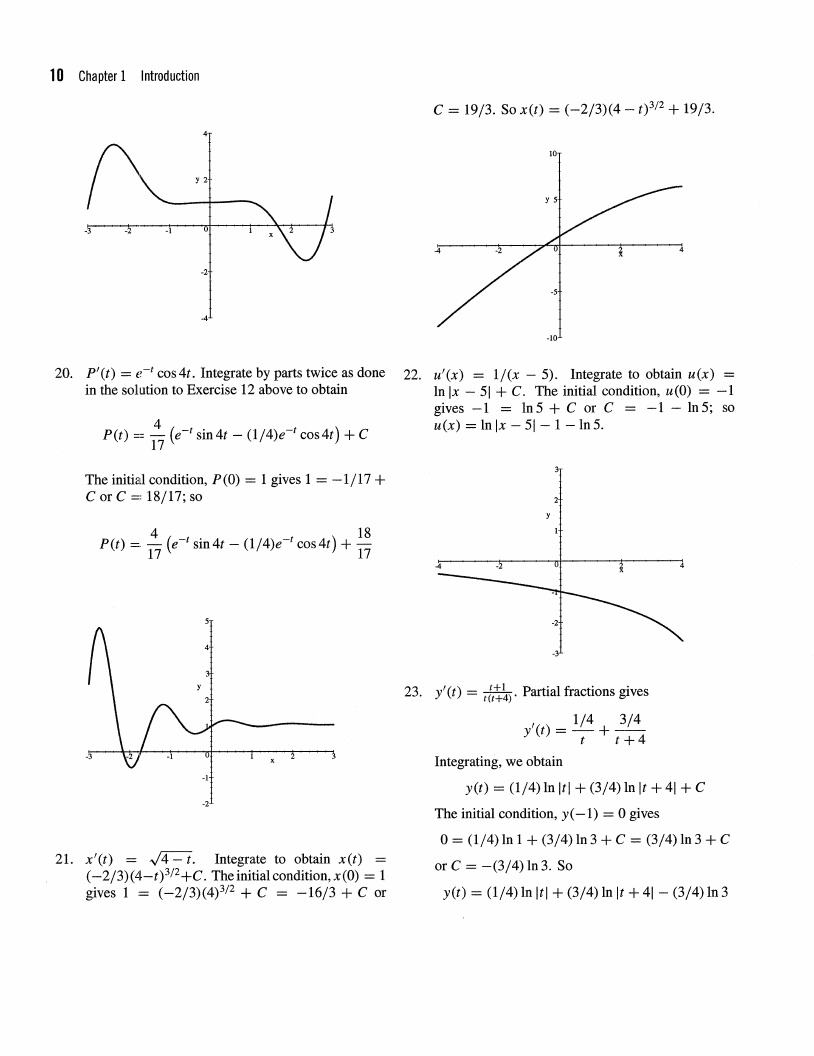 10 Chapter 1 Introduction
4
y 2
-3 -2 -1 0 1 x 2 3
-2
-4
20. P′(t) = e^{−t} cos 4t. Integrate by parts twice as done
in the solution to Exercise 12 above to obtain
P(t) = 4/17 (e^{−t} sin 4t − (1/4)e^{−t} cos 4t) + C
The initial condition, P(0) = 1 gives 1 = −1/17 +
C or C = 18/17; so
P(t) = 4/17 (e^{−t} sin 4t − (1/4)e^{−t} cos 4t) + 18/17
5
4
3
y
2
1
-3 -2 -1 0 1 x 2 3
-1
-2
21. x′(t) = √(4 − t). Integrate to obtain x(t) =
(−2/3)(4−t)^{3/2}+C. The initial condition, x(0) = 1
gives 1 = (−2/3)(4)^{3/2} + C = −16/3 + C or
C = 19/3. So x(t) = (−2/3)(4 − t)^{3/2} + 19/3.
10
y 5
-4 -2 0 2 4
x
-5
-10
22. u′(x) = 1/(x − 5). Integrate to obtain u(x) =
ln |x − 5| + C. The initial condition, u(0) = −1
gives −1 = ln 5 + C or C = −1 − ln 5; so
u(x) = ln |x − 5| − 1 − ln 5.
3
2
y
1
-4 -2 0 2 4
x
-1
-2
-3
23. y′(t) = (t+1)/(t(t+4)). Partial fractions gives
y′(t) = (1/4)/t + (3/4)/(t + 4)
Integrating, we obtain
y(t) = (1/4) ln |t| + (3/4) ln |t + 4| + C
The initial condition, y(−1) = 0 gives
0 = (1/4) ln 1 + (3/4) ln 3 + C = (3/4) ln 3 + C
or C = −(3/4) ln 3. So
y(t) = (1/4) ln |t| + (3/4) ln |t + 4| − (3/4) ln 3